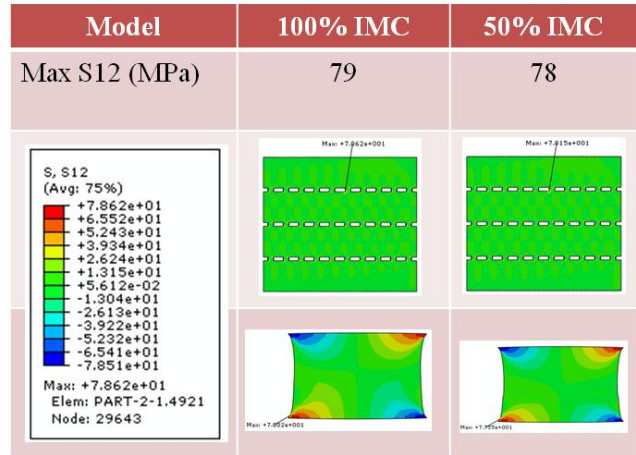 Model 100% IMC 50% IMC
Max S12 (MPa) 79 78
Max: +7.862e+001
Max: +7.815e+001
S, S12
(Avg: 75%)
+7.862e+01
+6.552e+01
+5.243e+01
+3.934e+01
+2.624e+01
+1.315e+01
+5.612e-02
-1.304e+01
-2.613e+01
-3.922e+01
-5.232e+01
-6.541e+01
-7.851e+01
Max: +7.862e+01
Elem: PART-2-1.4921
Node: 29643
Max: +7.802e+001
Max: +7.755e+001